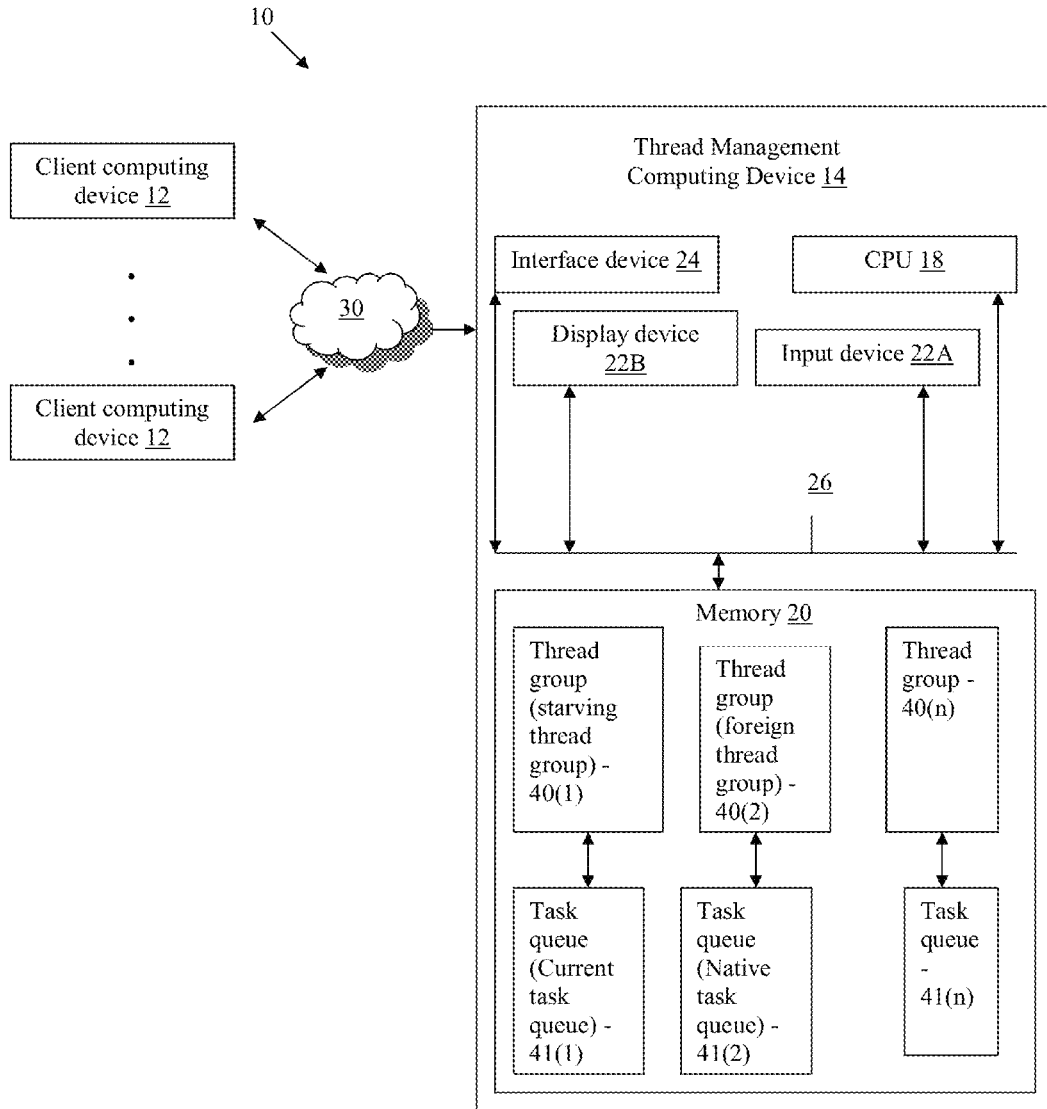 10
Client computing
device 12
Client computing
device 12
30
Thread Management
Computing Device 14
Interface device 24
CPU 18
Display device
22B
Input device 22A
26
Memory 20
Thread
group
(starving
thread
group) -
40(1)
Thread
group
(foreign
thread
group) -
40(2)
Thread
group -
40(n)
Task
queue
(Current
task
queue) -
41(1)
Task
queue
(Native
task
queue) -
41(2)
Task
queue
-
41(n)